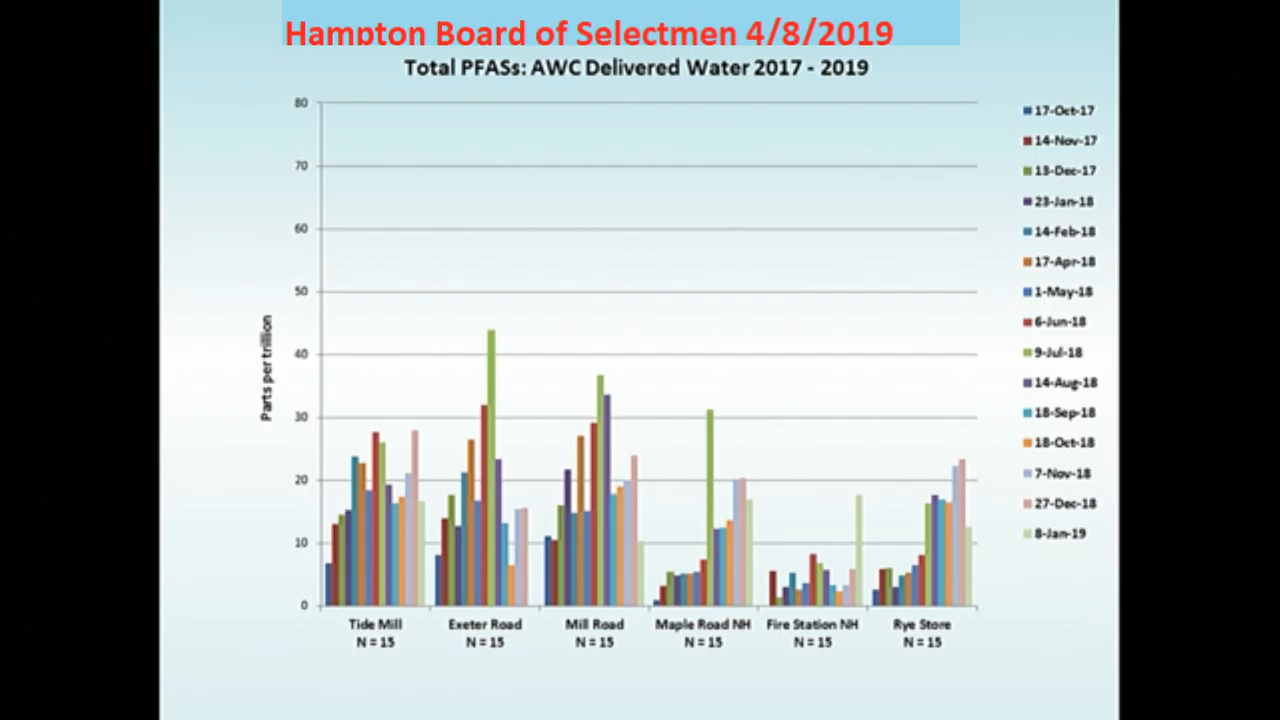 Hampton Board of Selectmen 4/8/2019
Total PFASs: AWC Delivered Water 2017 - 2019
80
70
60
50
40
30
20
10
0
Parts per trillion
17-Oct-17
14-Nov-17
13-Dec-17
23-Jan-18
14-Feb-18
17-Apr-18
1-May-18
6-Jun-18
9-Jul-18
14-Aug-18
18-Sep-18
18-Oct-18
7-Nov-18
27-Dec-18
8-Jan-19
Tide Mill Exeter Road Mill Road Maple Road NH Fire Station NH Rye Store
N = 15 N = 15 N = 15 N = 15 N = 15 N = 15